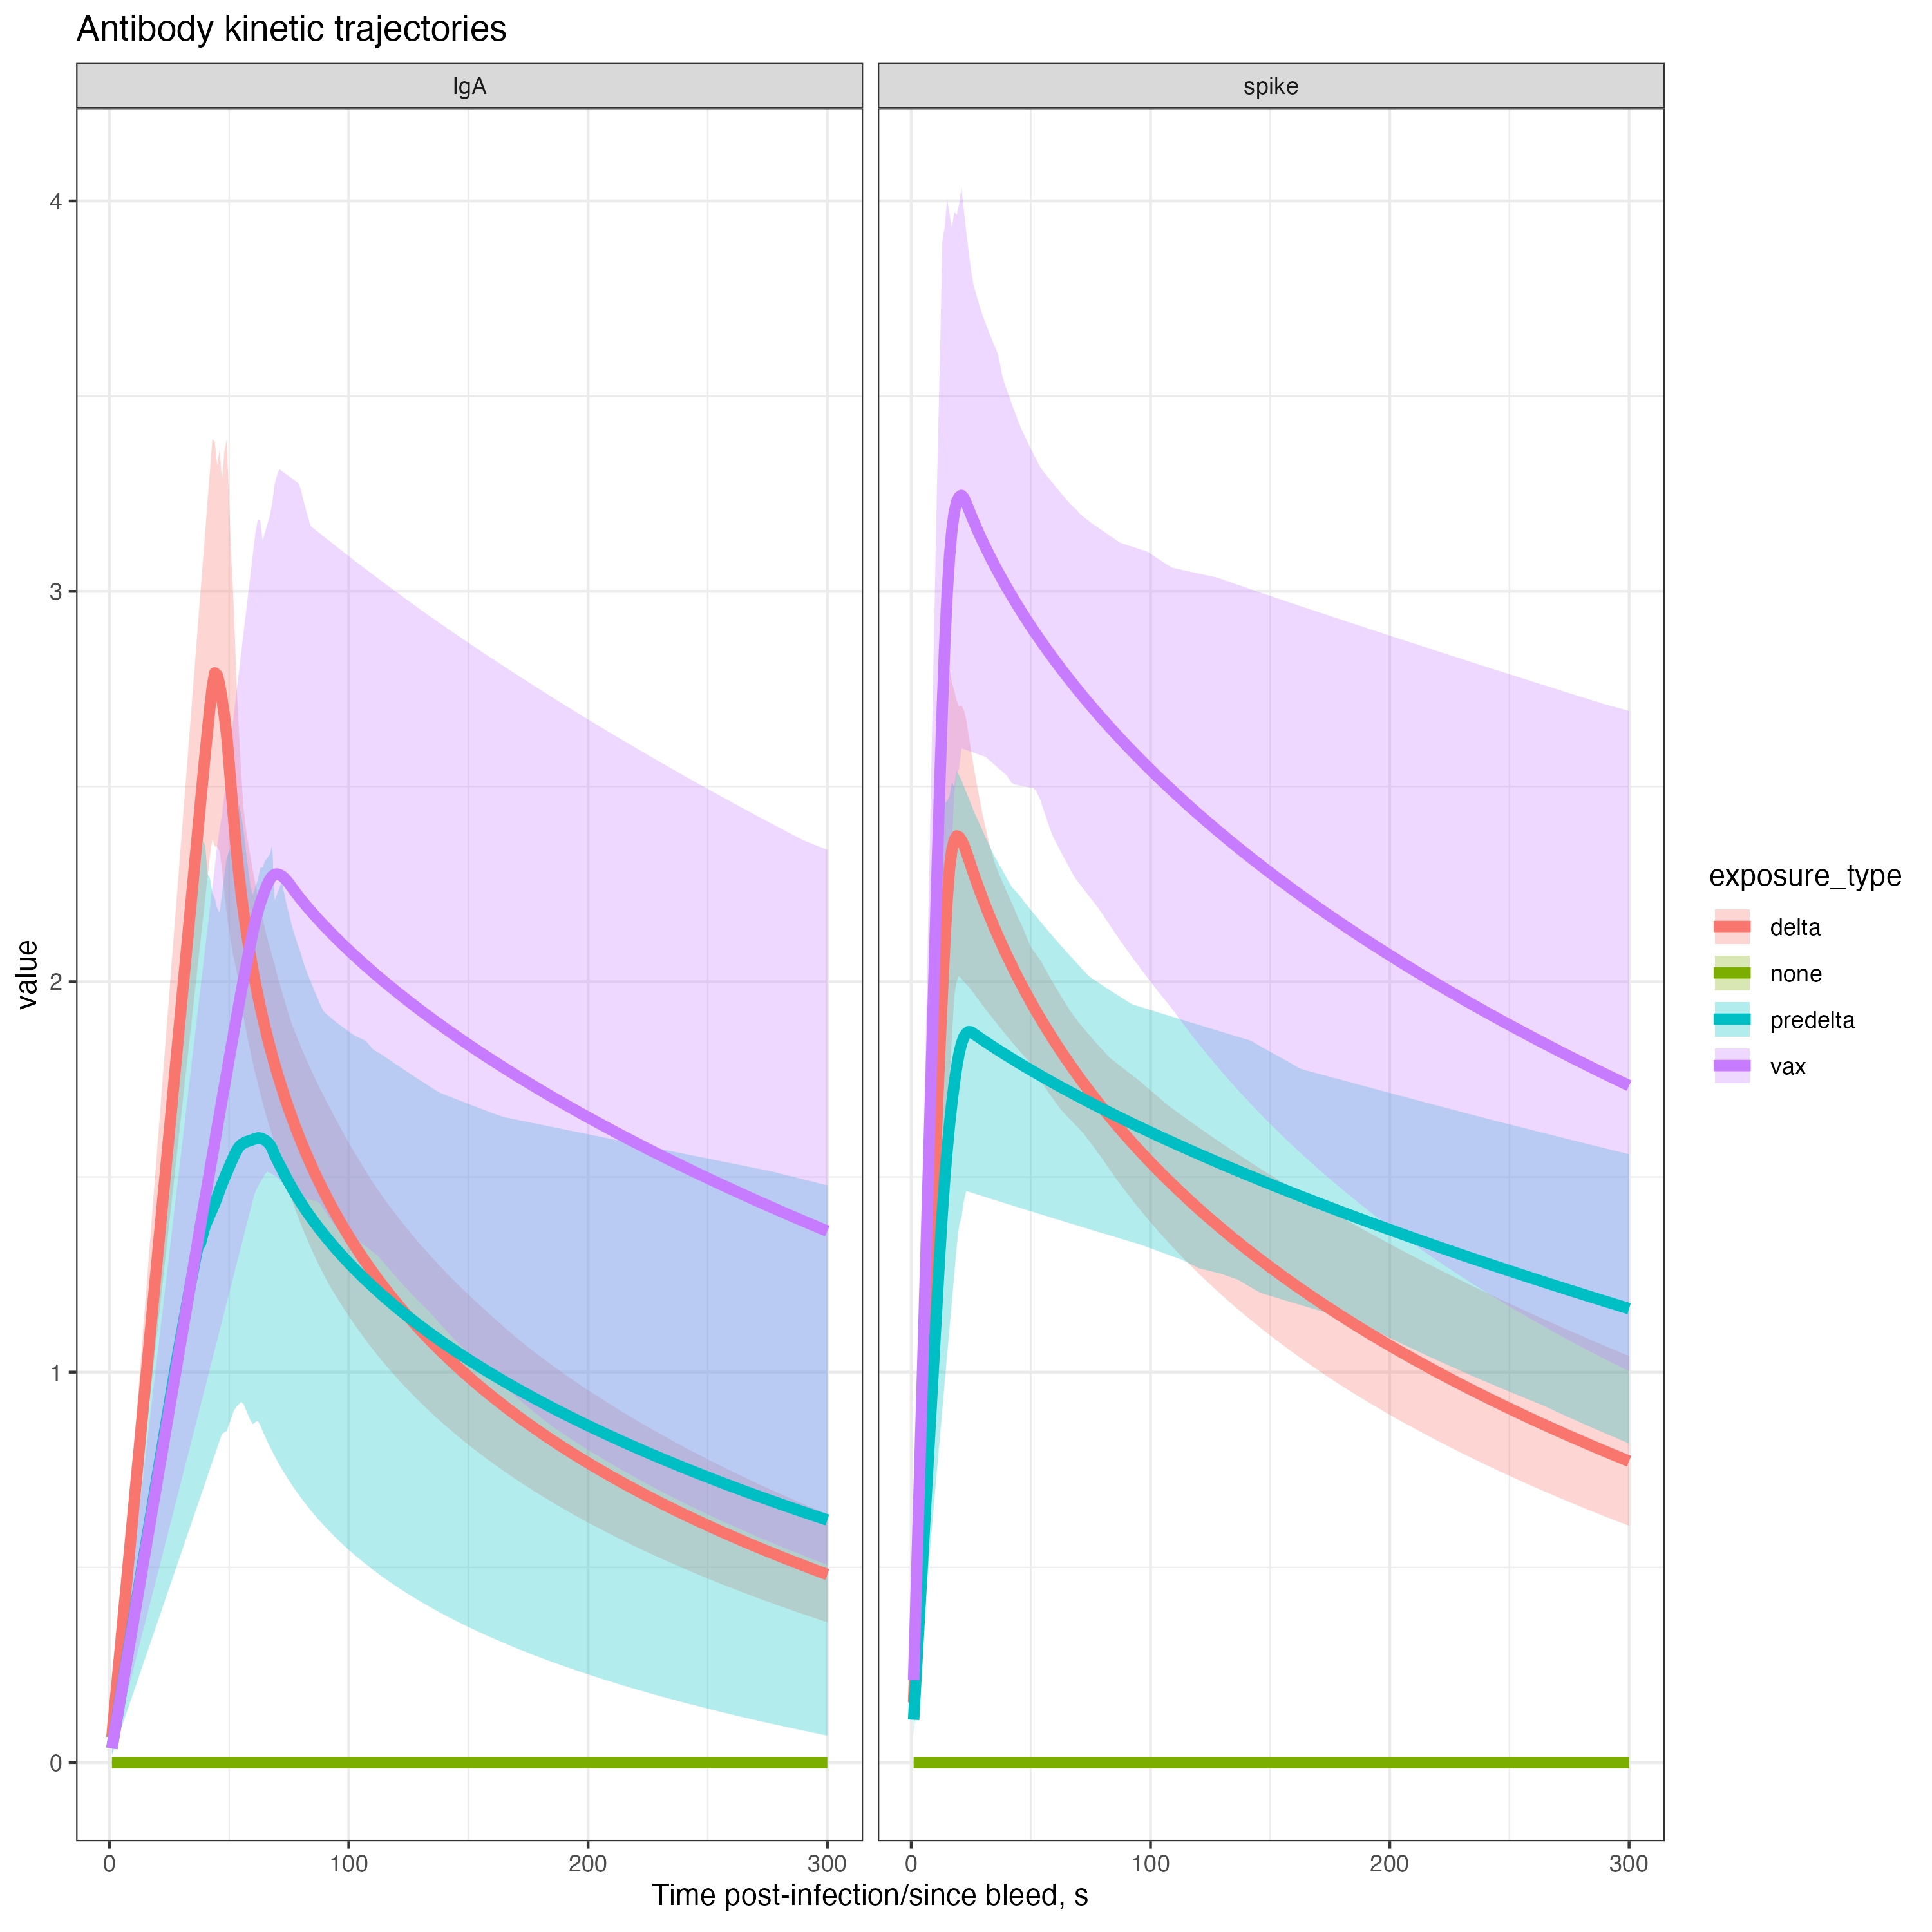 Antibody kinetic trajectories
IgA
spike
value
4
3
2
1
0
0 100 200 300
0 100 200 300
Time post-infection/since bleed, s
exposure_type
delta
none
predelta
vax